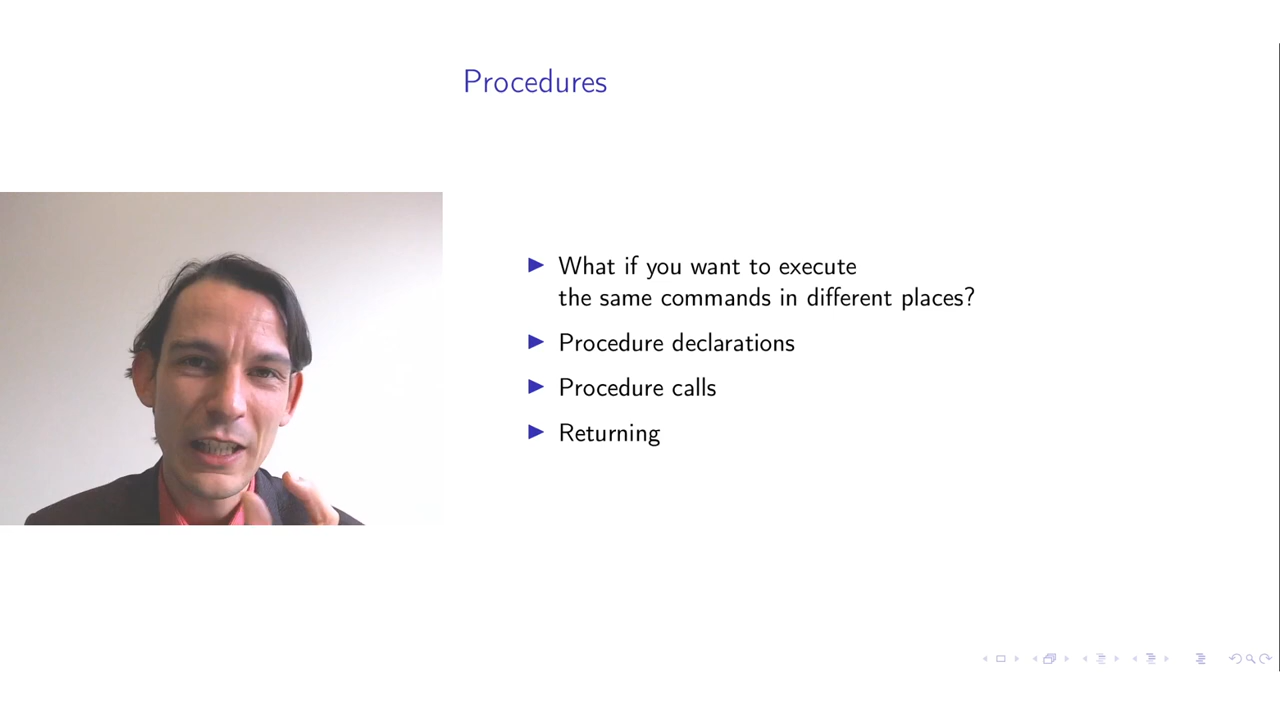 Procedures
What if you want to execute
the same commands in different places?
Procedure declarations
Procedure calls
Returning